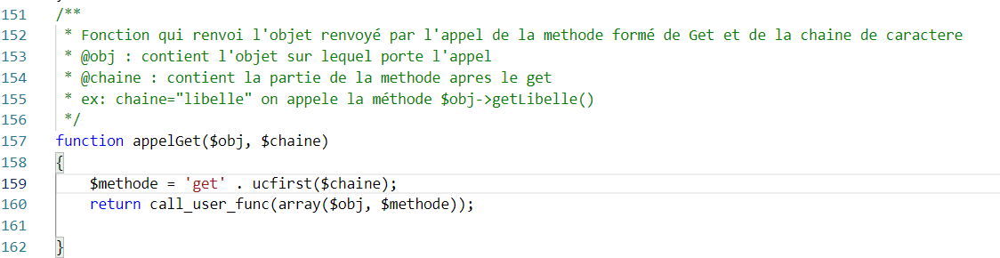 151 /**
152 * Fonction qui renvoi l'objet renvoyé par l'appel de la methode formé de Get et de la chaine de caractere
153 * @obj : contient l'objet sur lequel porte l'appel
154 * @chaine : contient la partie de la methode apres le get
155 * ex: chaine="libelle" on appele la méthode $obj->getLibelle()
156 */
157 function appelGet($obj, $chaine)
158 {
159 $methode = 'get' . ucfirst($chaine);
160 return call_user_func(array($obj, $methode));
161
162 }